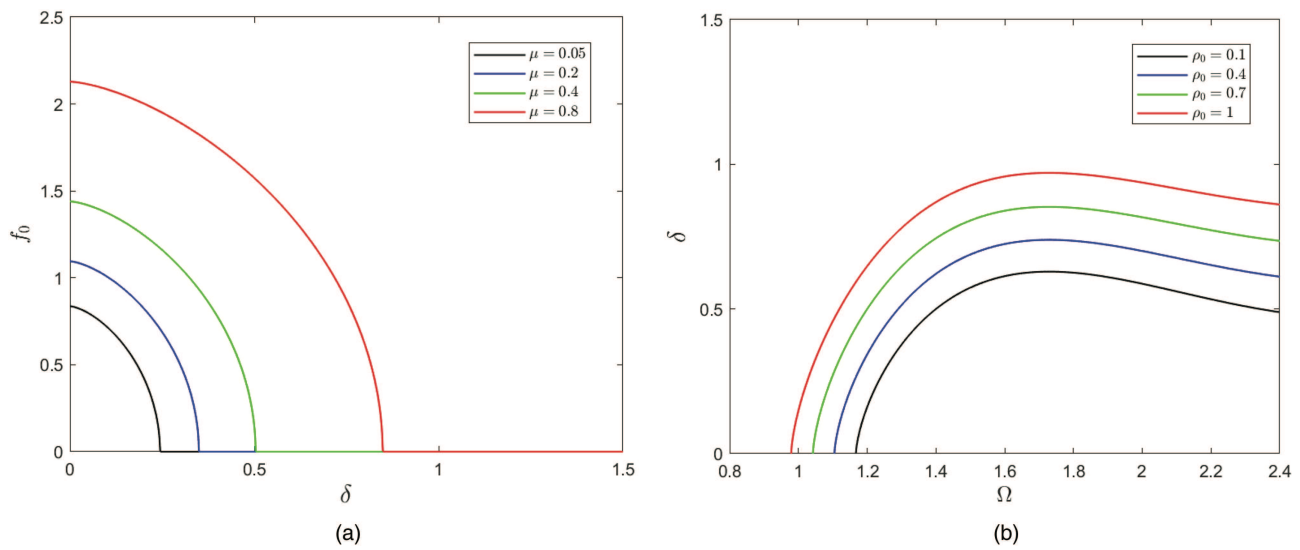 2.5
2
1.5
1
0.5
0
f₀
0
0.5
1
1.5
δ
μ = 0.05
μ = 0.2
μ = 0.4
μ = 0.8
(a)
1.5
1
0.5
0
δ
0.8
1
1.2
1.4
1.6
1.8
2
2.2
2.4
Ω
ρ₀ = 0.1
ρ₀ = 0.4
ρ₀ = 0.7
ρ₀ = 1
(b)